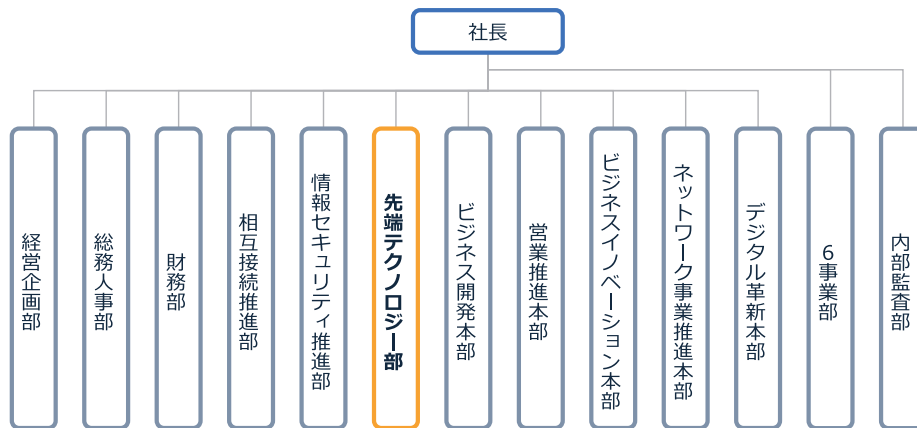 社長
経営企画部
総務人事部
財務部
相互接続推進部
情報セキュリティ推進部
先端テクノロジー部
ビジネス開発本部
営業推進本部
ビジネスイノベーション本部
ネットワーク事業推進本部
デジタル革新本部
6事業部
内部監査部